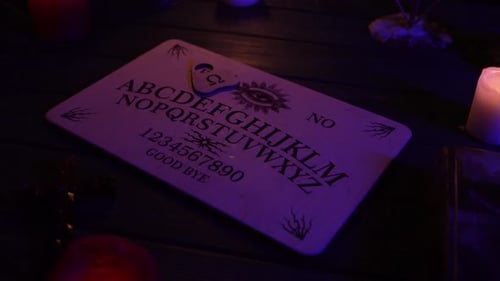 NO
ABCDEFGHIJKLM
NOPQRSTUVWXYZ
1234567890
GOOD BYE